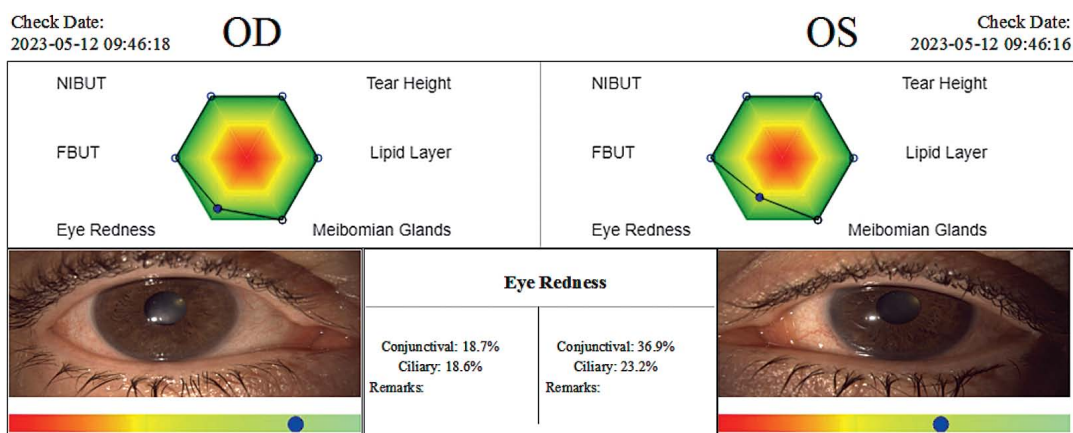 Check Date:
2023-05-12 09:46:18
OD
OS
Check Date:
2023-05-12 09:46:16
NIBUT
Tear Height
FBUT
Lipid Layer
Eye Redness
Meibomian Glands
NIBUT
Tear Height
FBUT
Lipid Layer
Eye Redness
Meibomian Glands
Eye Redness
Conjunctival: 18.7%
Ciliary: 18.6%
Remarks:
Conjunctival: 36.9%
Ciliary: 23.2%
Remarks: